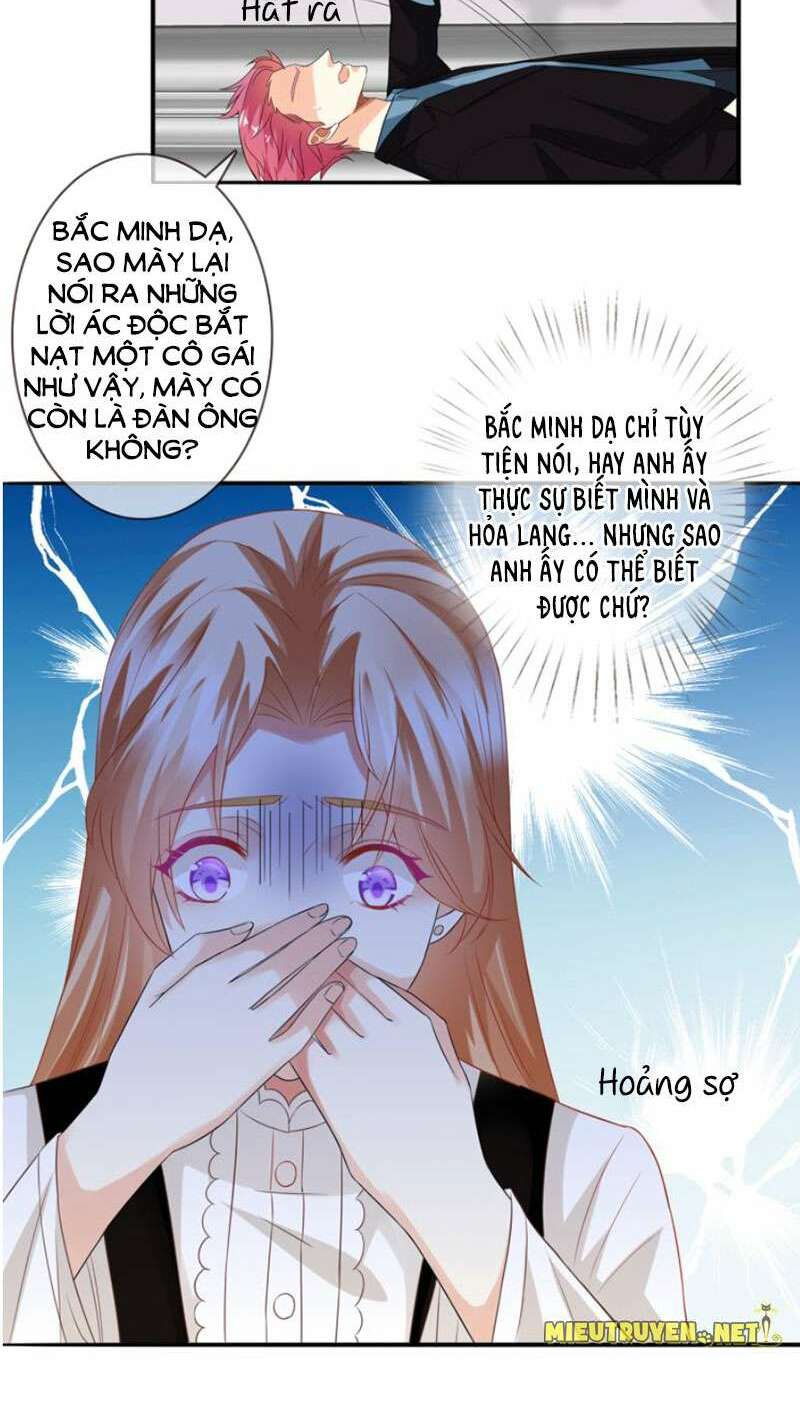 Hất ra
BẮC MINH DẠ,
SAO MÀY LẠI
NÓI RA NHỮNG
LỜI ÁC ĐỘC BẮT
NẠT MỘT CÔ GÁI
NHƯ VẬY, MÀY CÓ
CÒN LÀ ĐÀN ÔNG
KHÔNG?
BẮC MINH DẠ CHỈ TÙY
TIỆN NÓI, HAY ANH ẤY
THỰC SỰ BIẾT MÌNH VÀ
HỎA LANG... NHƯNG SAO
ANH ẤY CÓ THỂ BIẾT
ĐƯỢC CHỨ?
Hoảng sợ
MIEUTRUYEN.NET